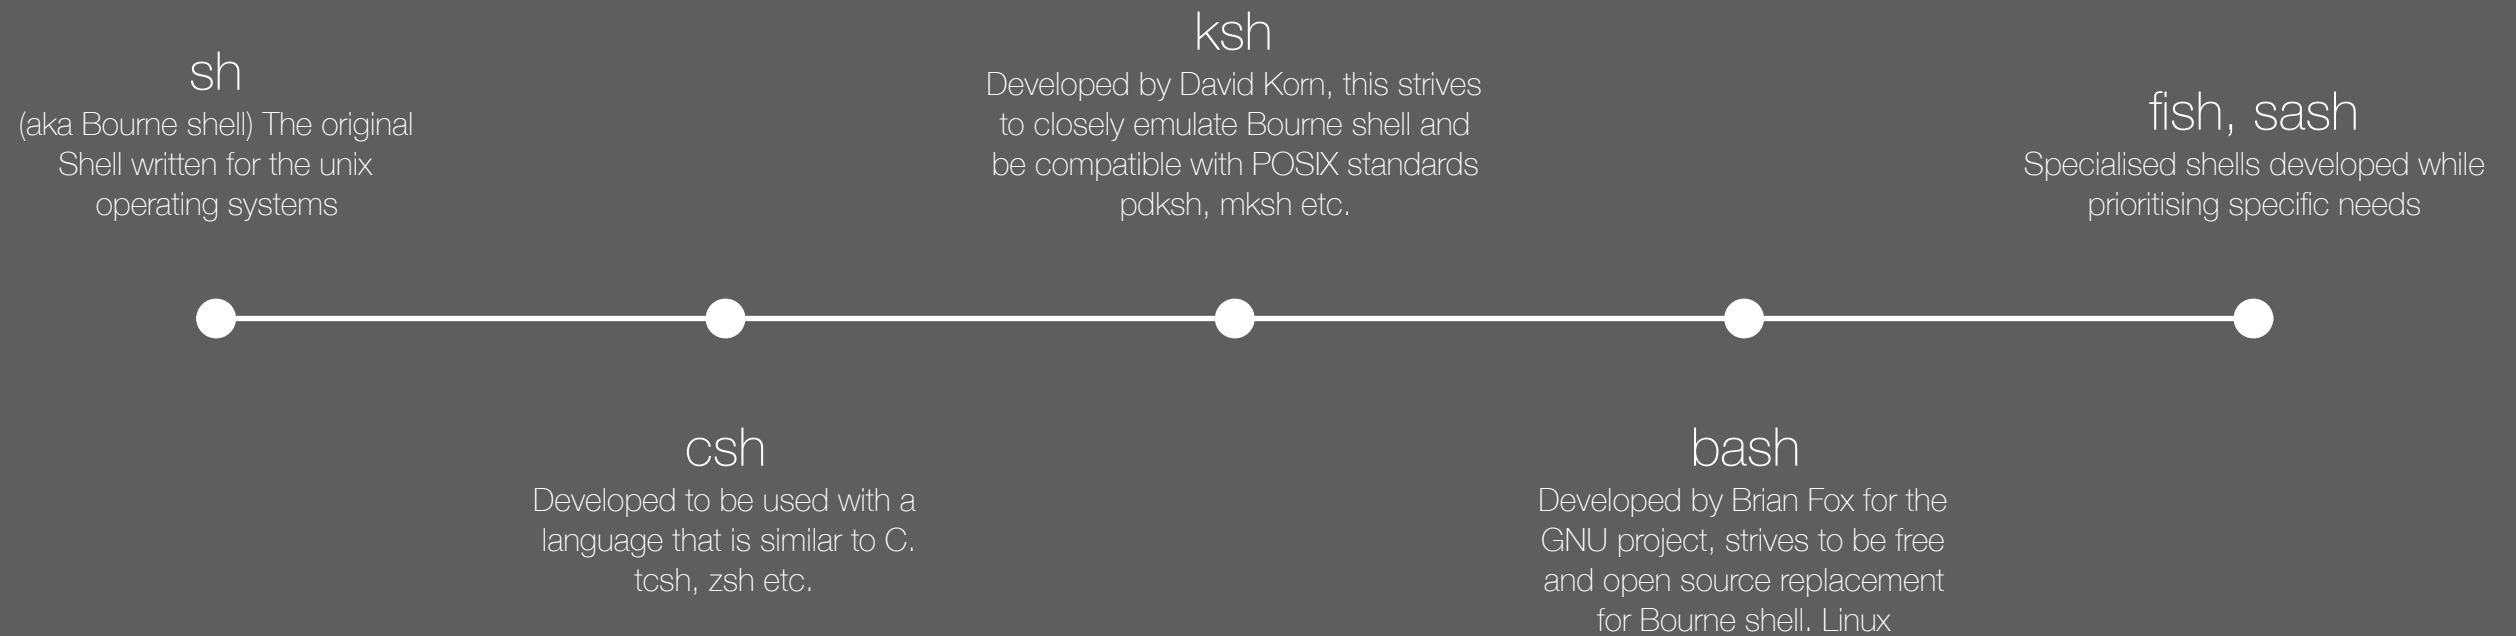 sh
(aka Bourne shell) The original
Shell written for the unix
operating systems
csh
Developed to be used with a
language that is similar to C.
tcsh, zsh etc.
ksh
Developed by David Korn, this strives
to closely emulate Bourne shell and
be compatible with POSIX standards
pdksh, mksh etc.
bash
Developed by Brian Fox for the
GNU project, strives to be free
and open source replacement
for Bourne shell. Linux
fish, sash
Specialised shells developed while
prioritising specific needs